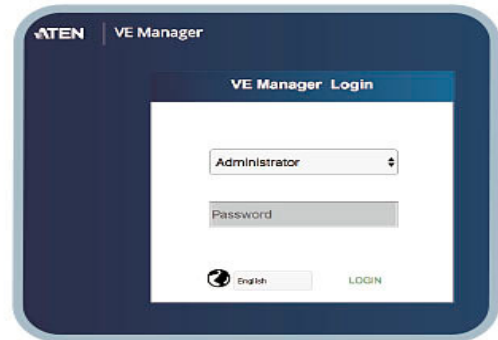 ATEN VE Manager
VE Manager Login
Administrator
Password
English LOGIN